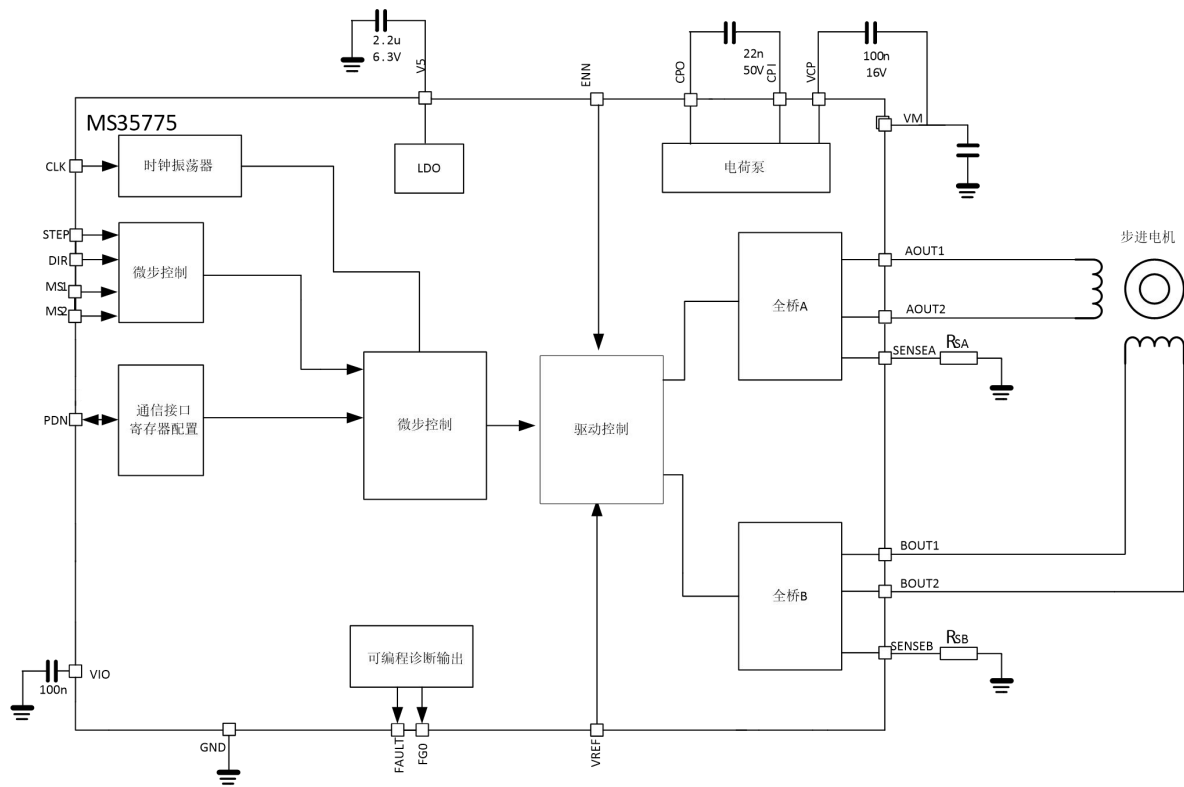 2.2u
6.3V
V5
ENN
CPO
22n
50V
CPI
VCP
100n
16V
VM
MS35775
CLK
时钟振荡器
LDO
电荷泵
STEP
DIR
MS1
MS2
微步控制
全桥A
AOUT1
AOUT2
步进电机
SENSEA
RSA
PDN
通信接口
寄存器配置
微步控制
驱动控制
全桥B
BOUT1
BOUT2
SENSEB
RSB
可编程诊断输出
VIO
100n
GND
FAULT
FG0
VREF